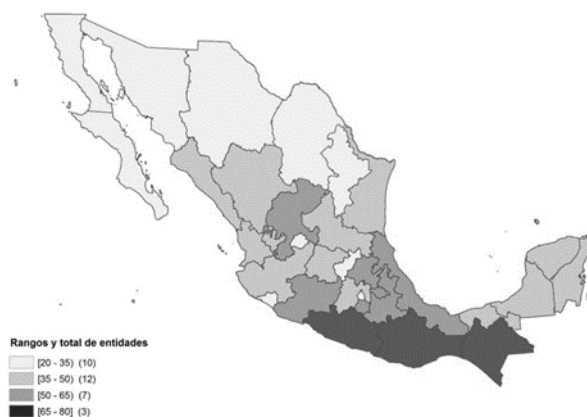 Rangos y total de entidades
[20 - 35) (10)
[35 - 50) (12)
[50 - 65) (7)
[65 - 80] (3)